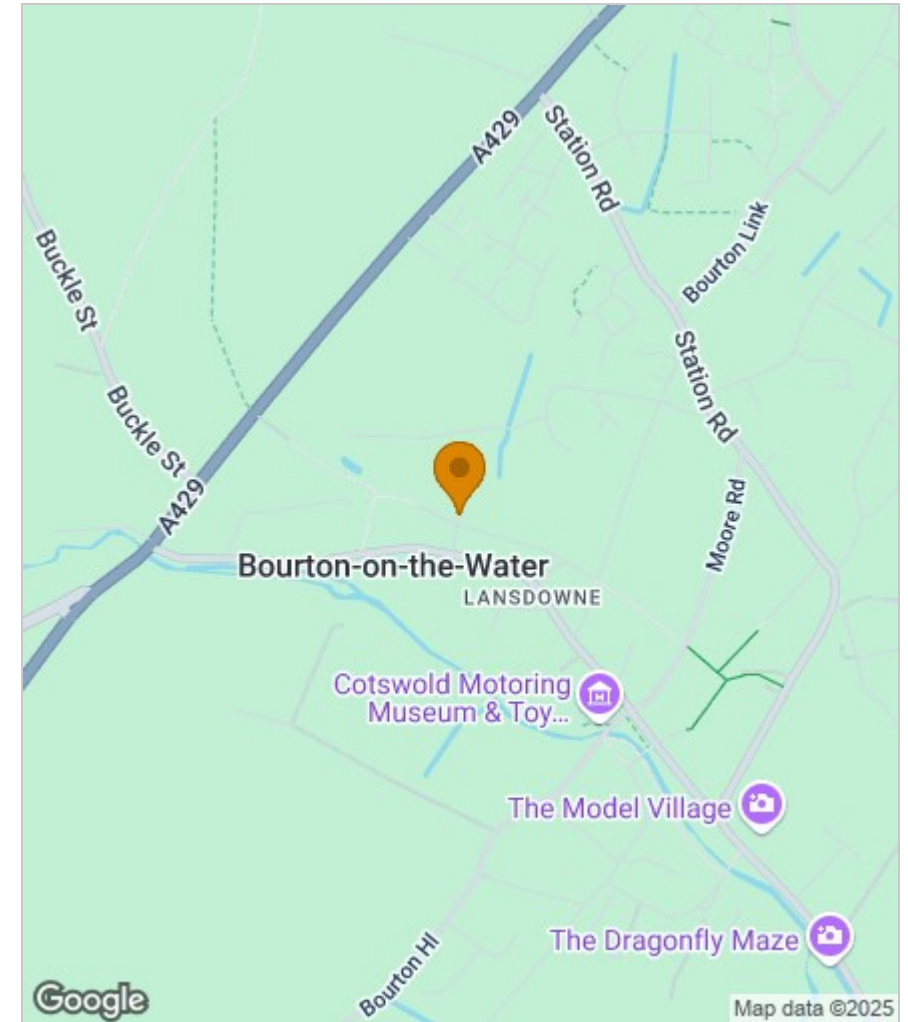 A429
Station Rd
Bourton Link
Buckle St
Station Rd
Buckle St
A429
Moore Rd
Bourton-on-the-Water
LANSDOWNE
Cotswold Motoring
Museum & Toy...
The Model Village
The Dragonfly Maze
Bourton Hl
Google
Map data ©2025